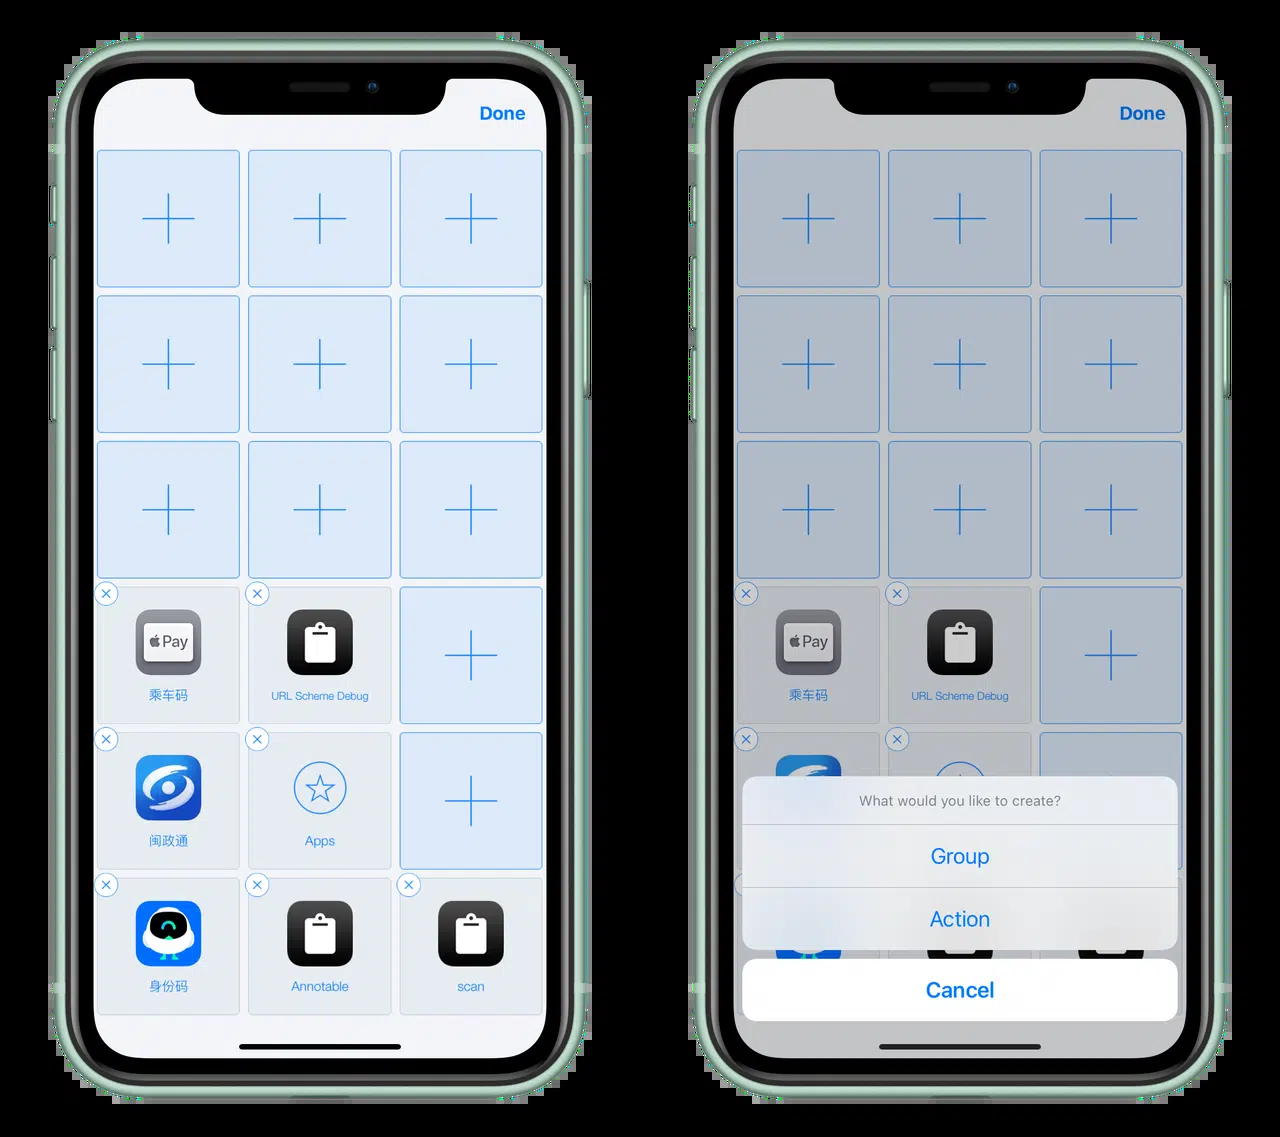 Done
Pay
乘车码
URL Scheme Debug
闽政通
Apps
身份码
Annotable
scan
Done
Pay
乘车码
URL Scheme Debug
What would you like to create?
Group
Action
Cancel